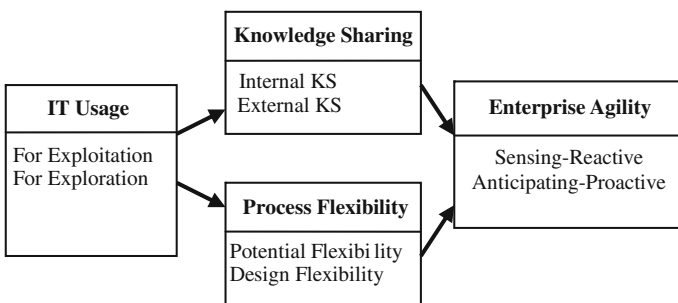 IT Usage
For Exploitation
For Exploration
Knowledge Sharing
Internal KS
External KS
Process Flexibility
Potential Flexibi lity
Design Flexibility
Enterprise Agility
Sensing-Reactive
Anticipating-Proactive